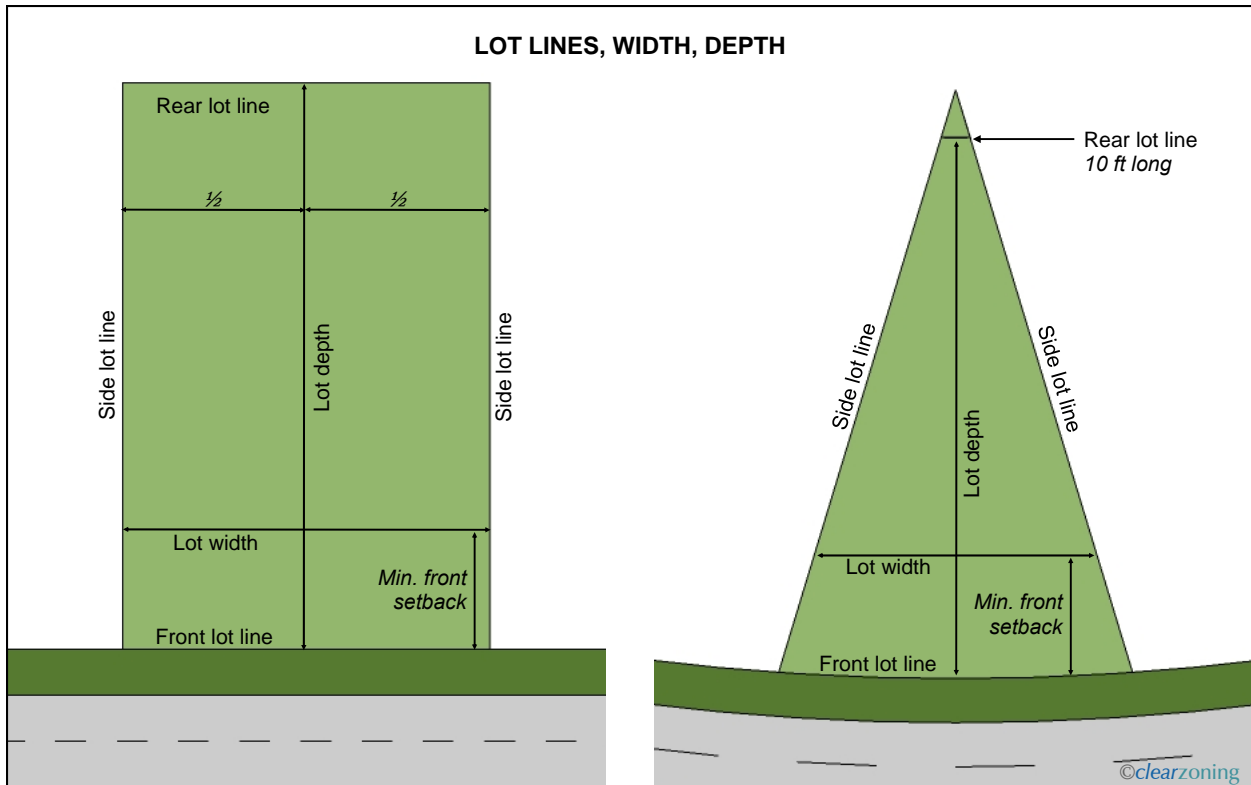 LOT LINES, WIDTH, DEPTH
Rear lot line
½
½
Side lot line
Lot depth
Side lot line
Lot width
Min. front
setback
Front lot line
Rear lot line
10 ft long
Side lot line
Side lot line
Lot depth
Lot width
Min. front
setback
Front lot line
©clearzoning